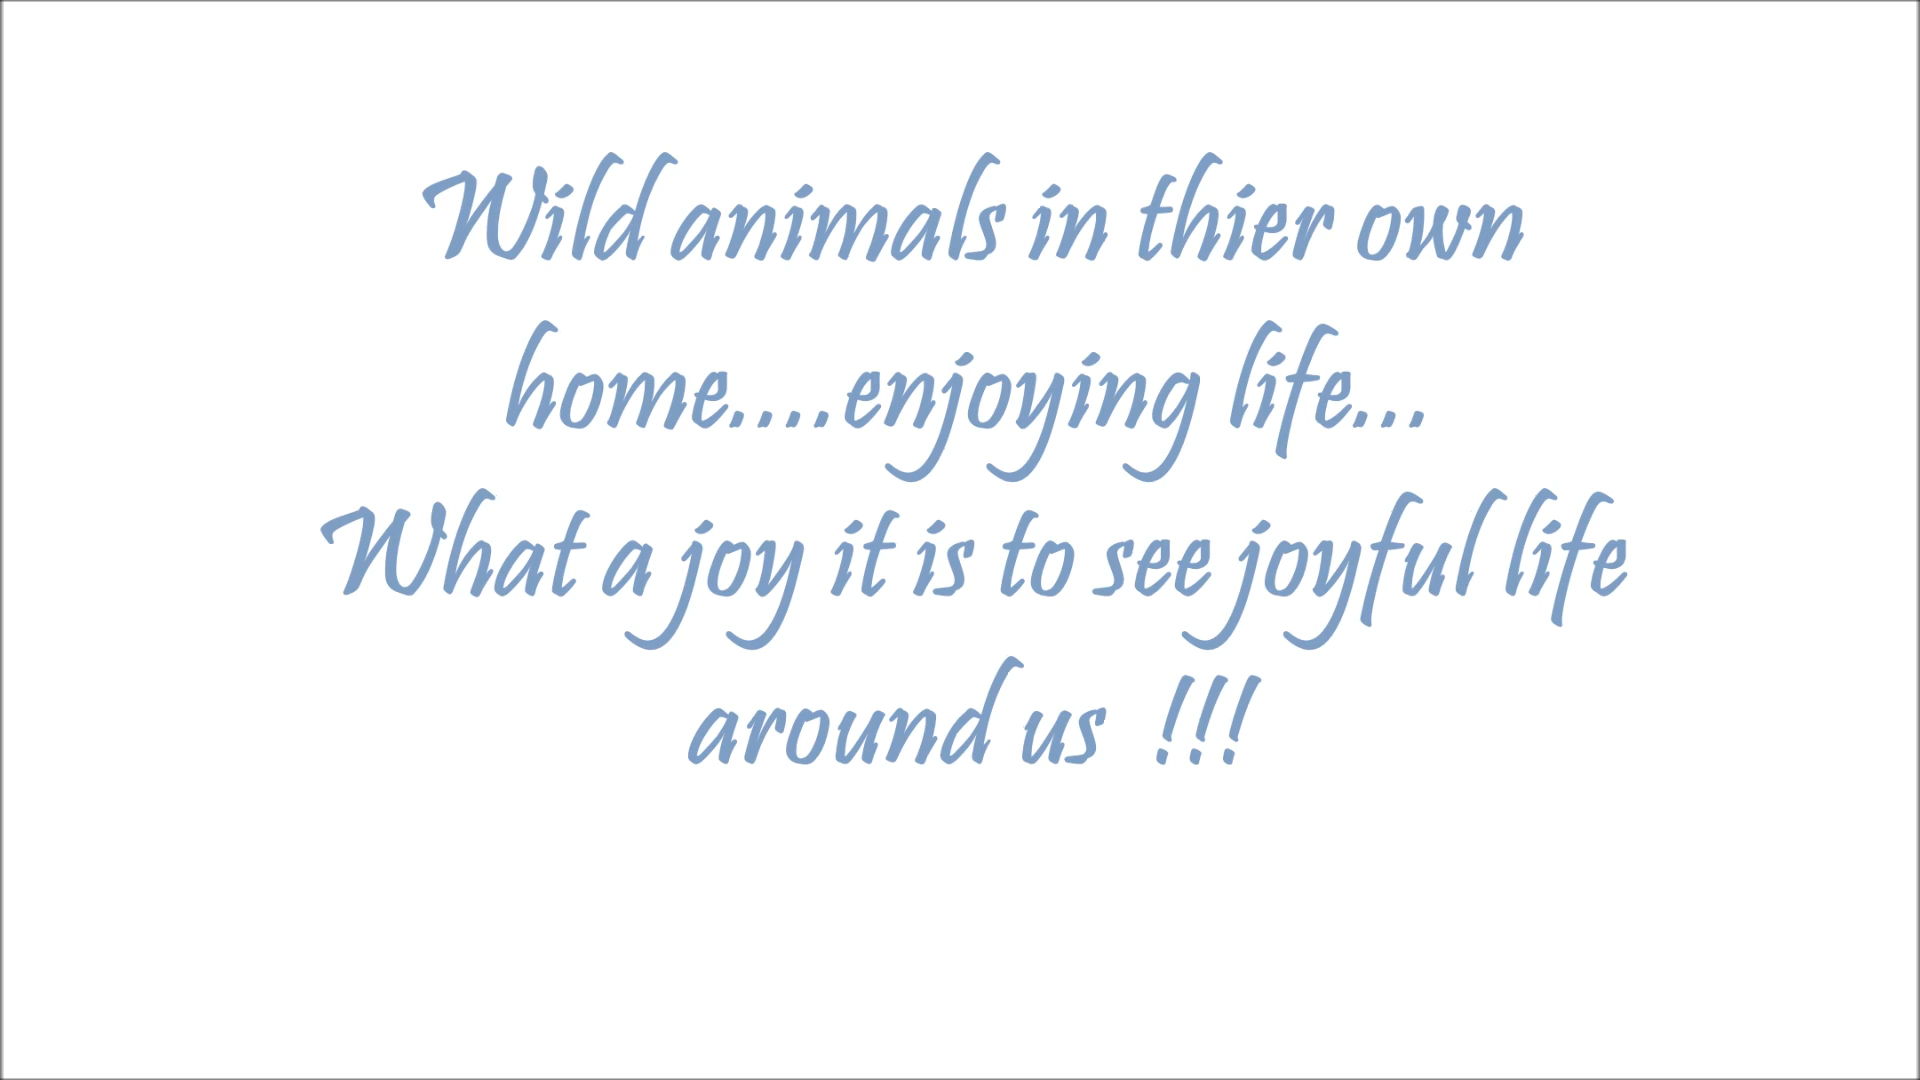 Wild animals in thier own
home....enjoying life...
What a joy it is to see joyful life
around us !!!